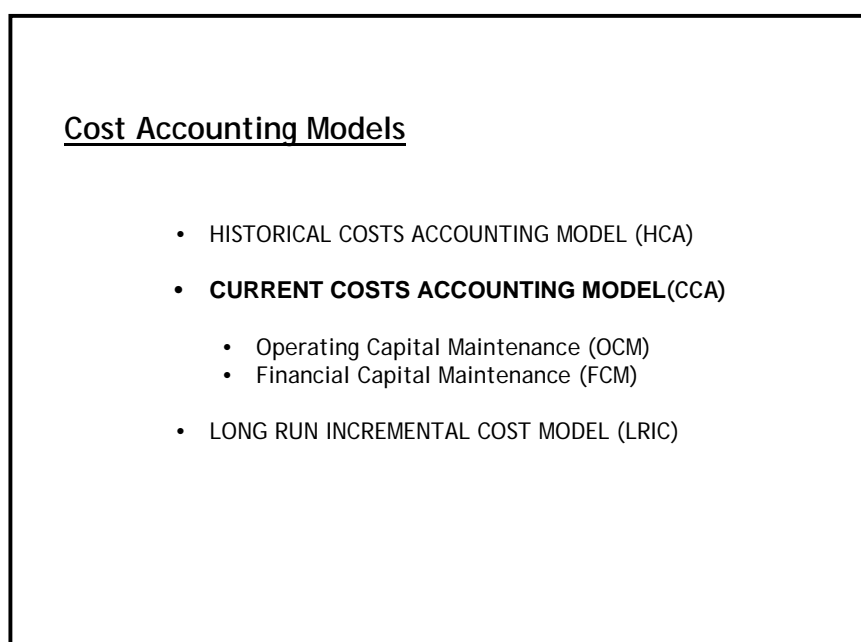 Cost Accounting Models
• HISTORICAL COSTS ACCOUNTING MODEL (HCA)
• CURRENT COSTS ACCOUNTING MODEL(CCA)
• Operating Capital Maintenance (OCM)
• Financial Capital Maintenance (FCM)
• LONG RUN INCREMENTAL COST MODEL (LRIC)